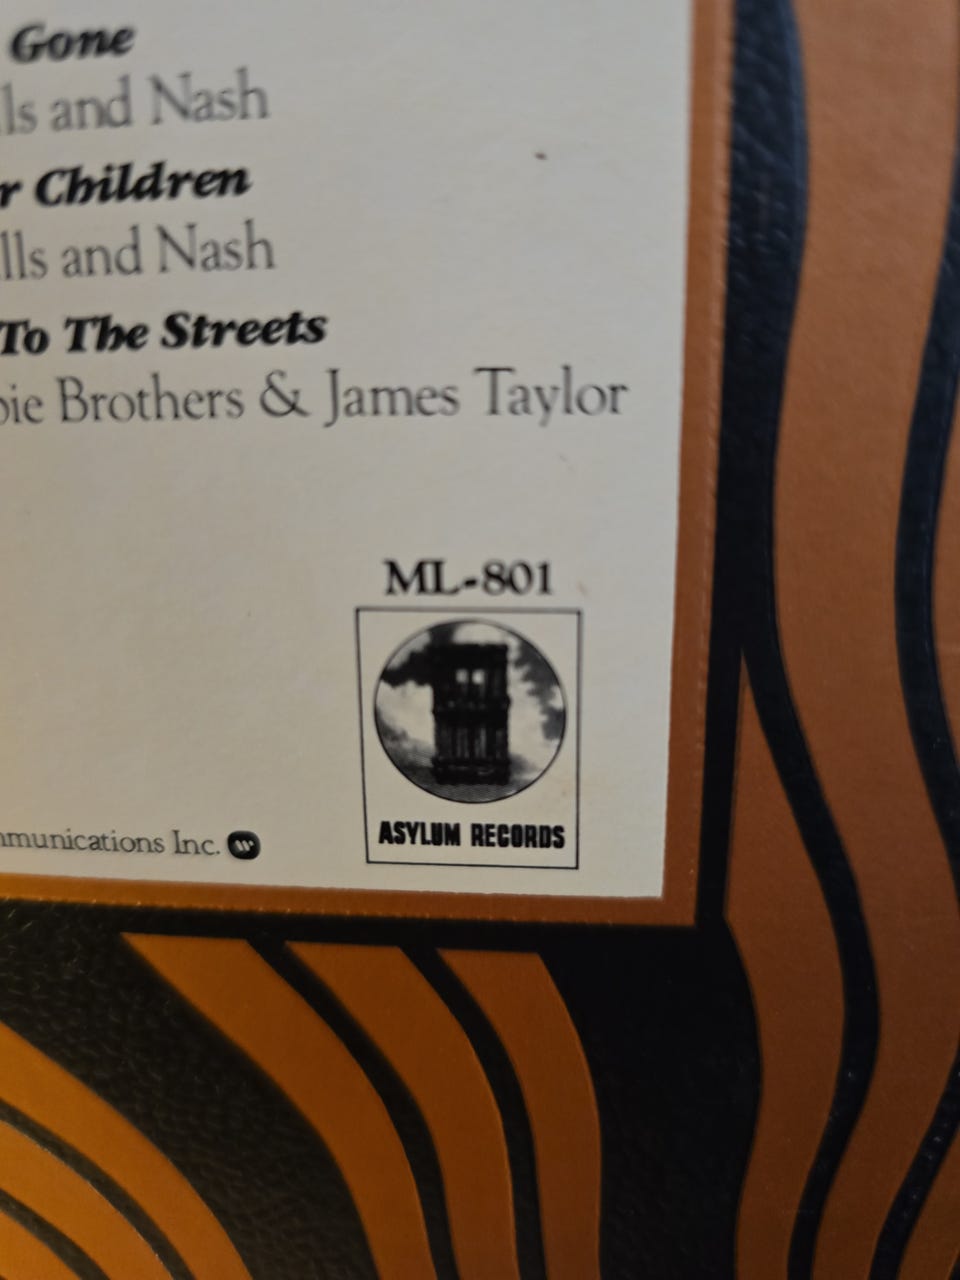 Gone
lls and Nash
r Children
lls and Nash
To The Streets
bie Brothers & James Taylor
ML-801
ASYLUM RECORDS
mmunications Inc.